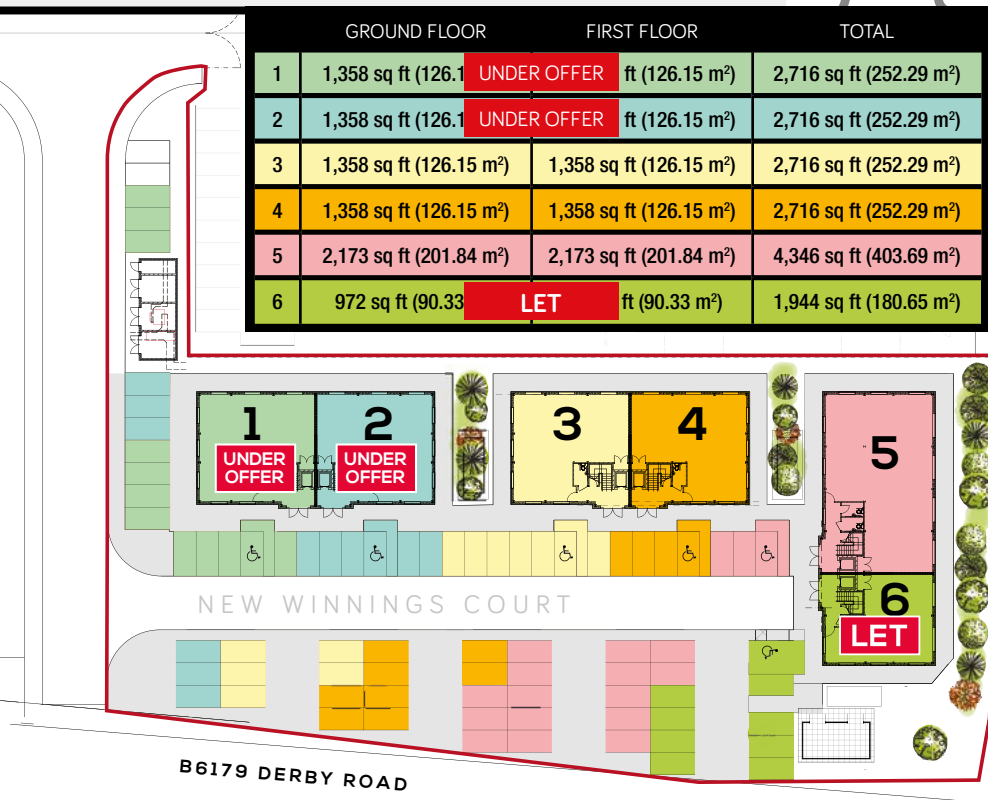 GROUND FLOOR FIRST FLOOR TOTAL
1 1,358 sq ft (126.1 UNDER OFFER ft (126.15 m²) 2,716 sq ft (252.29 m²)
2 1,358 sq ft (126.1 UNDER OFFER ft (126.15 m²) 2,716 sq ft (252.29 m²)
3 1,358 sq ft (126.15 m²) 1,358 sq ft (126.15 m²) 2,716 sq ft (252.29 m²)
4 1,358 sq ft (126.15 m²) 1,358 sq ft (126.15 m²) 2,716 sq ft (252.29 m²)
5 2,173 sq ft (201.84 m²) 2,173 sq ft (201.84 m²) 4,346 sq ft (403.69 m²)
6 972 sq ft (90.33 LET ft (90.33 m²) 1,944 sq ft (180.65 m²)
1
UNDER
OFFER
2
UNDER
OFFER
3
4
5
6
LET
NEW WINNINGS COURT
B6179 DERBY ROAD